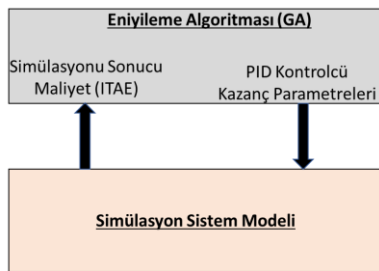 Eniyileme Algoritması (GA)
Simülasyonu Sonucu
Maliyet (ITAE)
PID Kontrolcü
Kazanç Parametreleri
Simülasyon Sistem Modeli